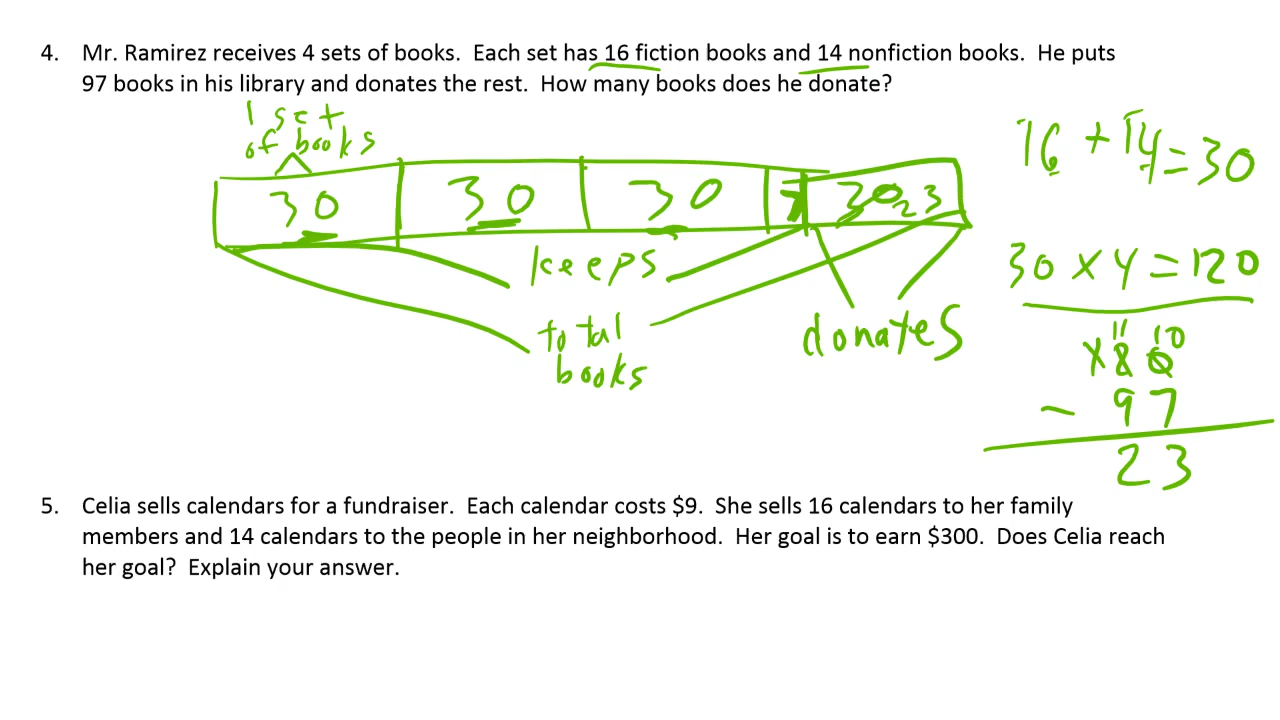 4. Mr. Ramirez receives 4 sets of books. Each set has 16 fiction books and 14 nonfiction books. He puts
97 books in his library and donates the rest. How many books does he donate?
1 set
of books
16 + 14 = 30
30 30 30 7 30 23
keeps
30 x 4 = 120
total
books
donates
11 10
- 97
23
5. Celia sells calendars for a fundraiser. Each calendar costs $9. She sells 16 calendars to her family
members and 14 calendars to the people in her neighborhood. Her goal is to earn $300. Does Celia reach
her goal? Explain your answer.